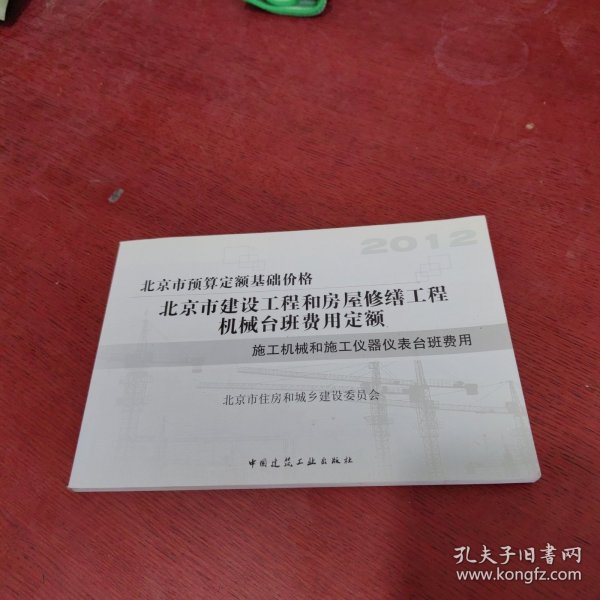 2012
北京市预算定额基础价格
北京市建设工程和房屋修缮工程
机械台班费用定额
施工机械和施工仪器仪表台班费用
北京市住房和城乡建设委员会
中国建筑工业出版社
孔夫子旧书网
www.kongfz.com